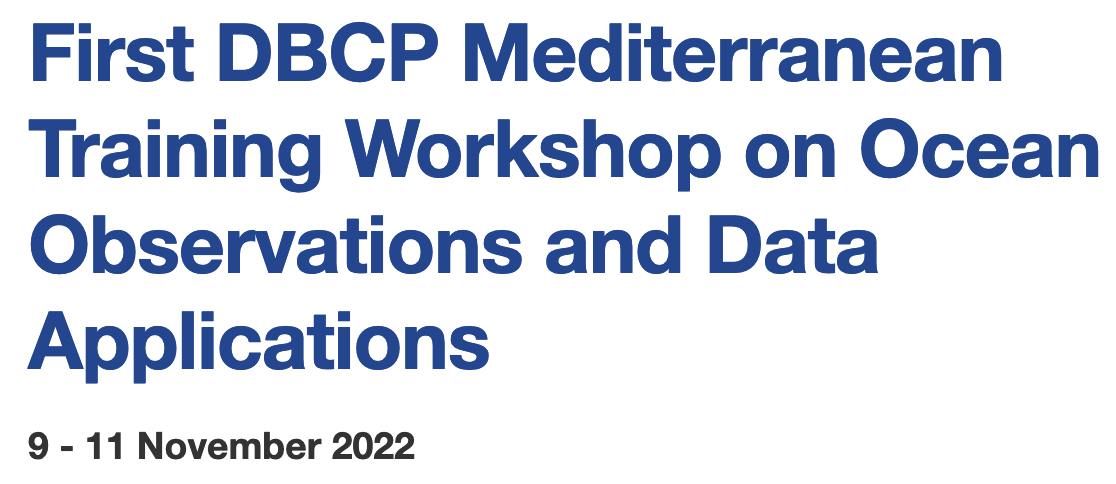 First DBCP Mediterranean
Training Workshop on Ocean
Observations and Data
Applications
9 - 11 November 2022